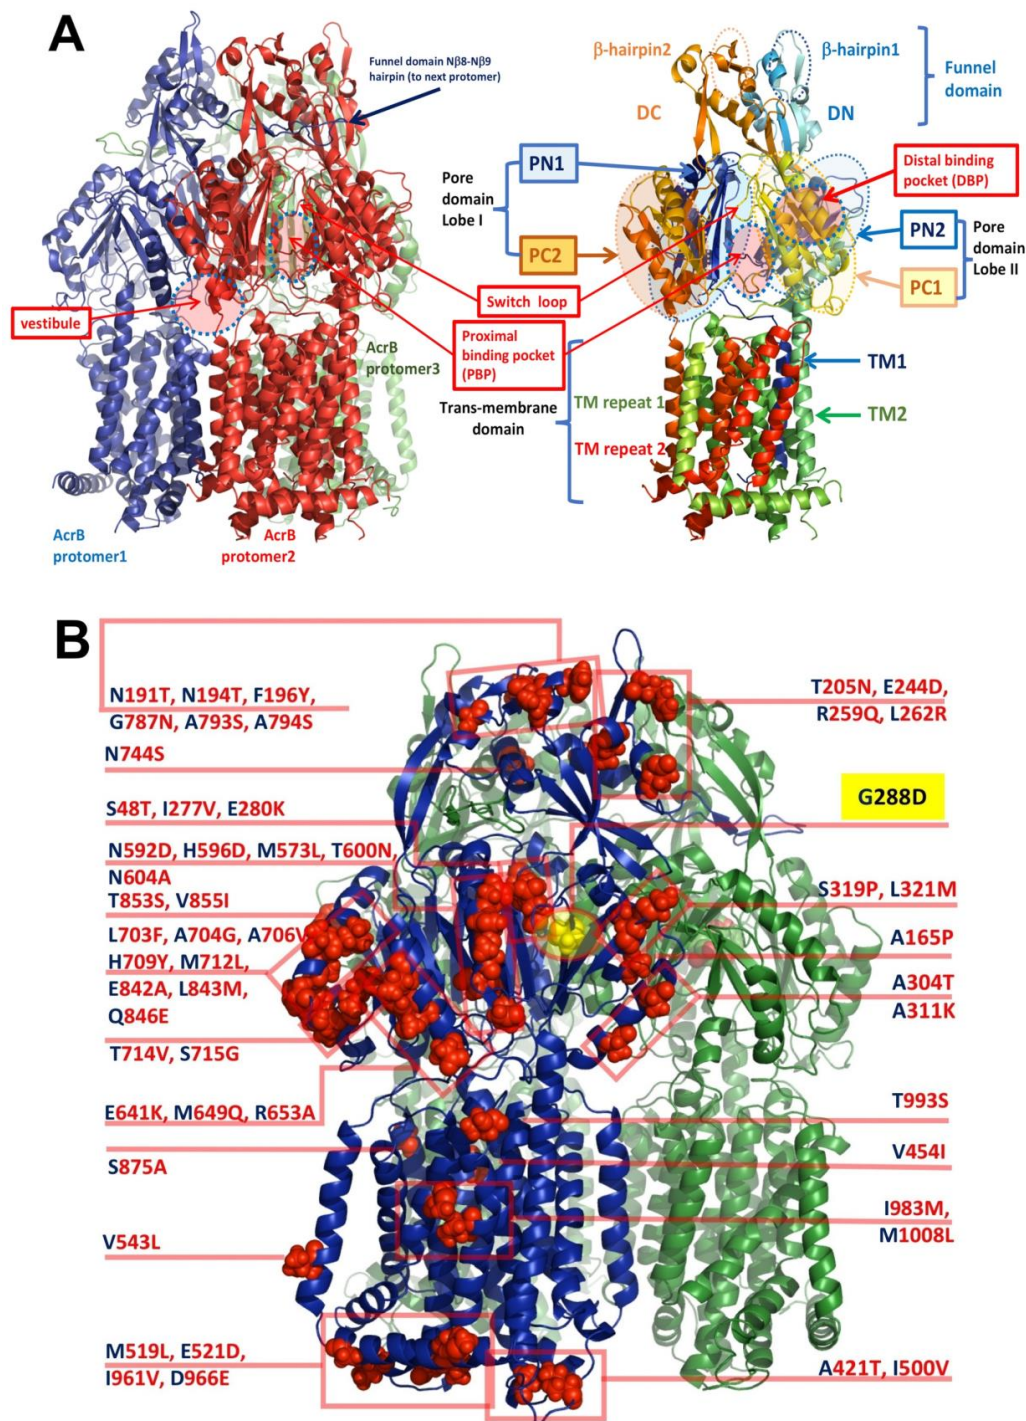 A
Funnel domain Nβ8-Nβ9
hairpin (to next protomer)
vestibule
AcrB
protomer1
AcrB
protomer2
AcrB
protomer3
Pore
domain
Lobe I
PN1
PC2
Switch loop
Proximal
binding pocket
(PBP)
Trans-membrane
domain
TM repeat 1
TM repeat 2
β-hairpin2
β-hairpin1
DC
DN
Funnel
domain
Distal binding
pocket (DBP)
PN2
PC1
Pore
domain
Lobe II
TM1
TM2
B
N191T, N194T, F196Y,
G787N, A793S, A794S
N744S
S48T, I277V, E280K
N592D, H596D, M573L, T600N,
N604A
T853S, V855I
L703F, A704G, A706V
H709Y, M712L,
E842A, L843M,
Q846E
T714V, S715G
E641K, M649Q, R653A
S875A
V543L
M519L, E521D,
I961V, D966E
T205N, E244D,
R259Q, L262R
G288D
S319P, L321M
A165P
A304T
A311K
T993S
V454I
I983M,
M1008L
A421T, I500V